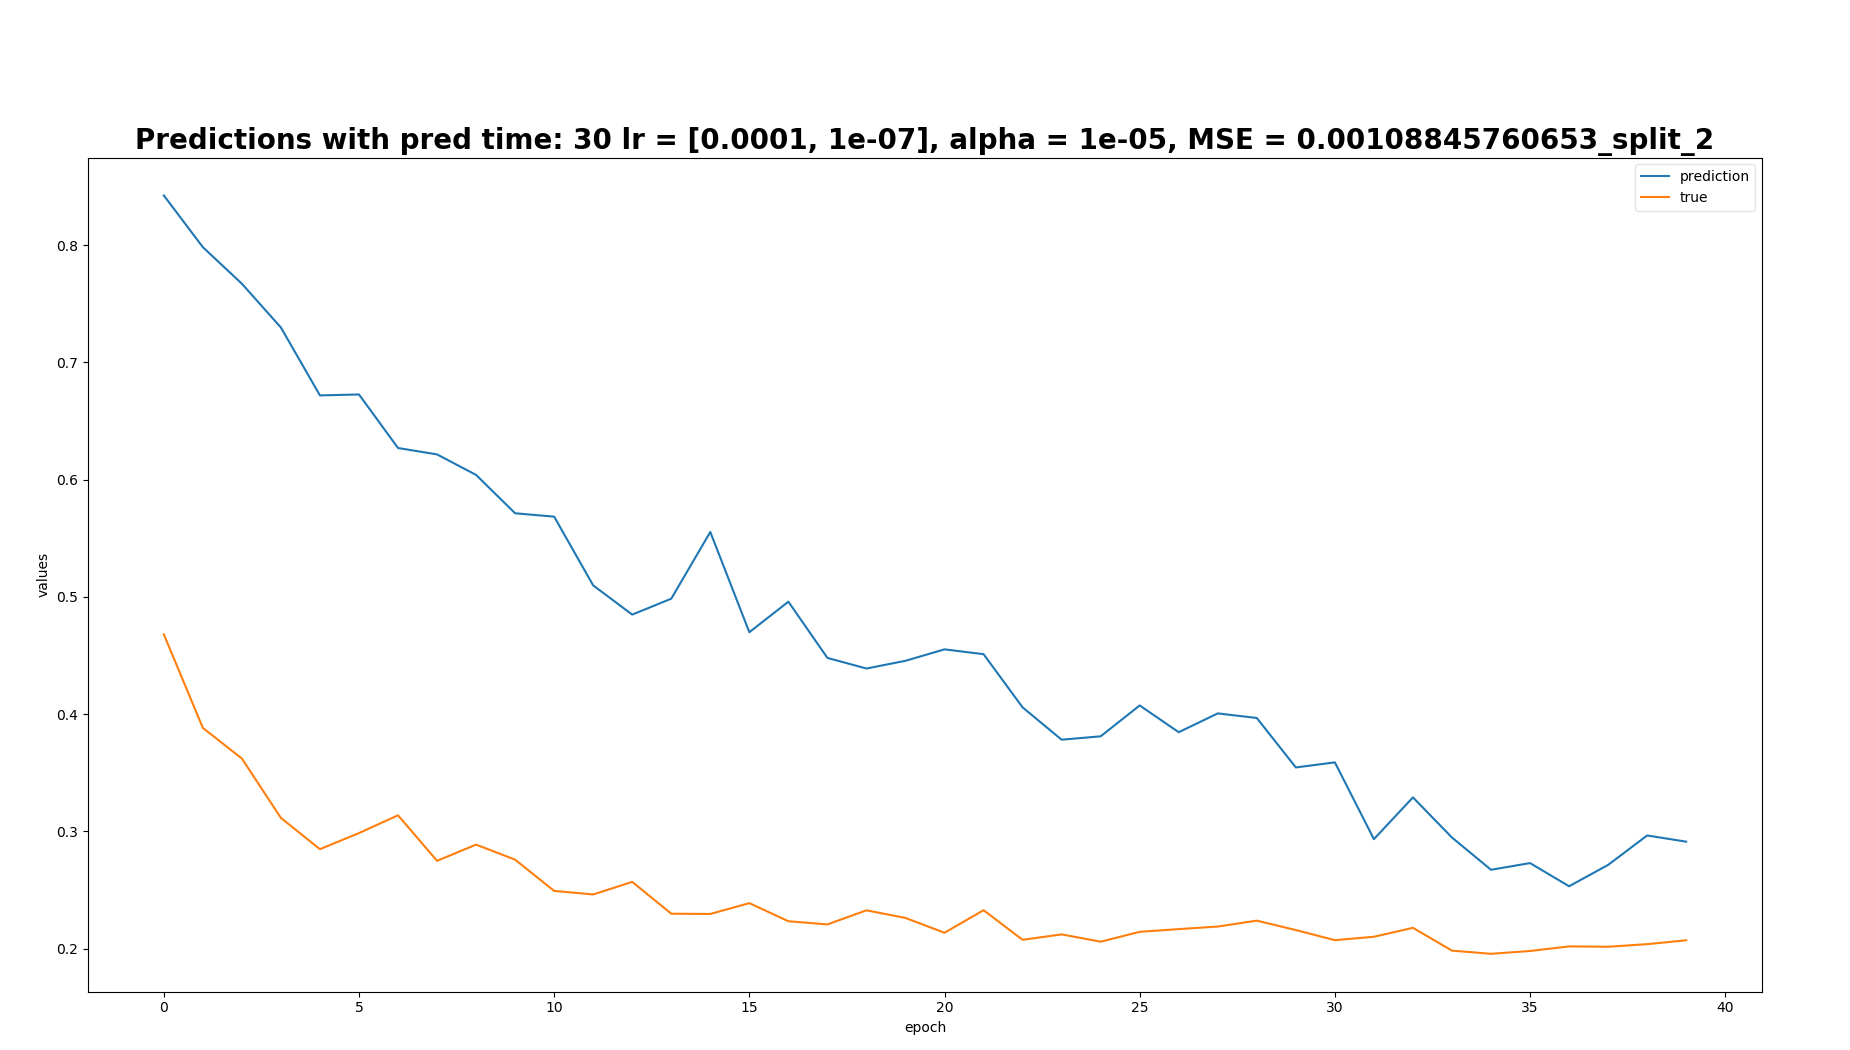 Predictions with pred time: 30 lr = [0.0001, 1e-07], alpha = 1e-05, MSE = 0.00108845760653_split_2
prediction
true
0.8
0.7
0.6
0.5
0.4
0.3
0.2
values
0 5 10 15 20 25 30 35 40
epoch